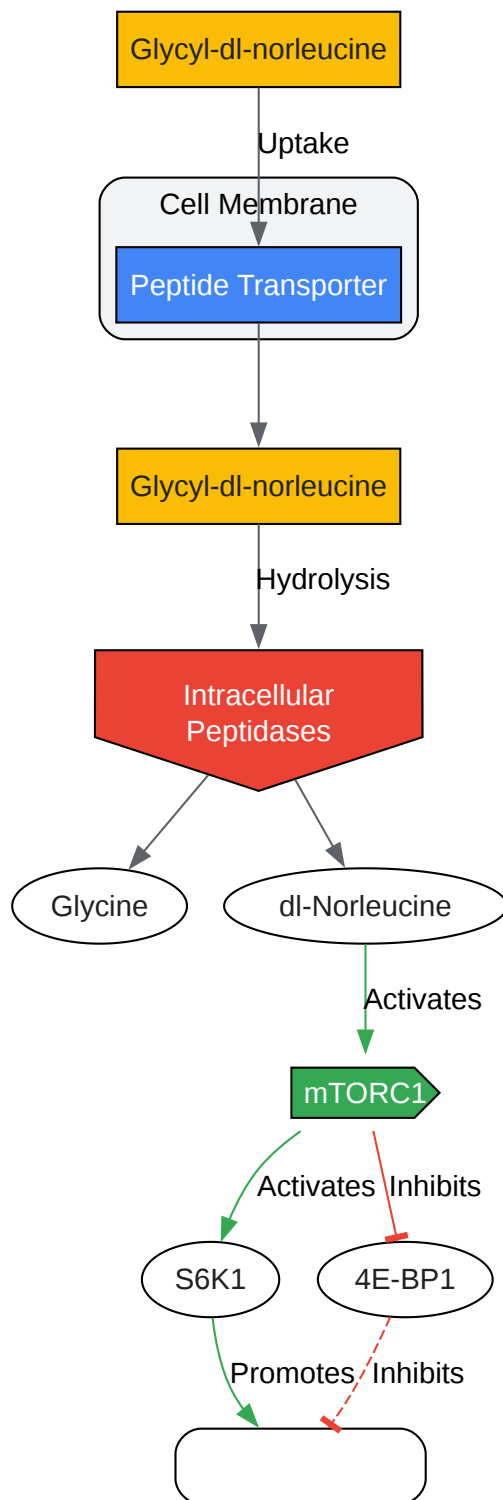 Glycyl-dl-norleucine
Uptake
Cell Membrane
Peptide Transporter
Glycyl-dl-norleucine
Hydrolysis
Intracellular
Peptidases
Glycine
dl-Norleucine
Activates
mTORC1
Activates
Inhibits
S6K1
4E-BP1
Promotes
Inhibits